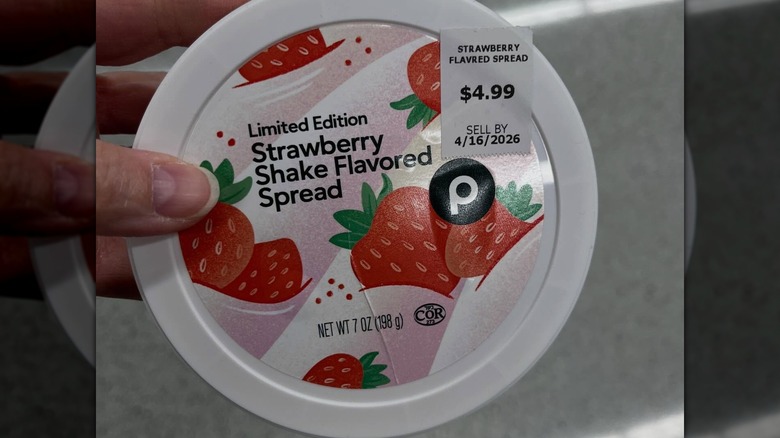 STRAWBERRY
FLAVRED SPREAD
$4.99
SELL BY
4/16/2026
Limited Edition
Strawberry
Shake Flavored
Spread
p
NET WT 7 OZ (198 g)
COR